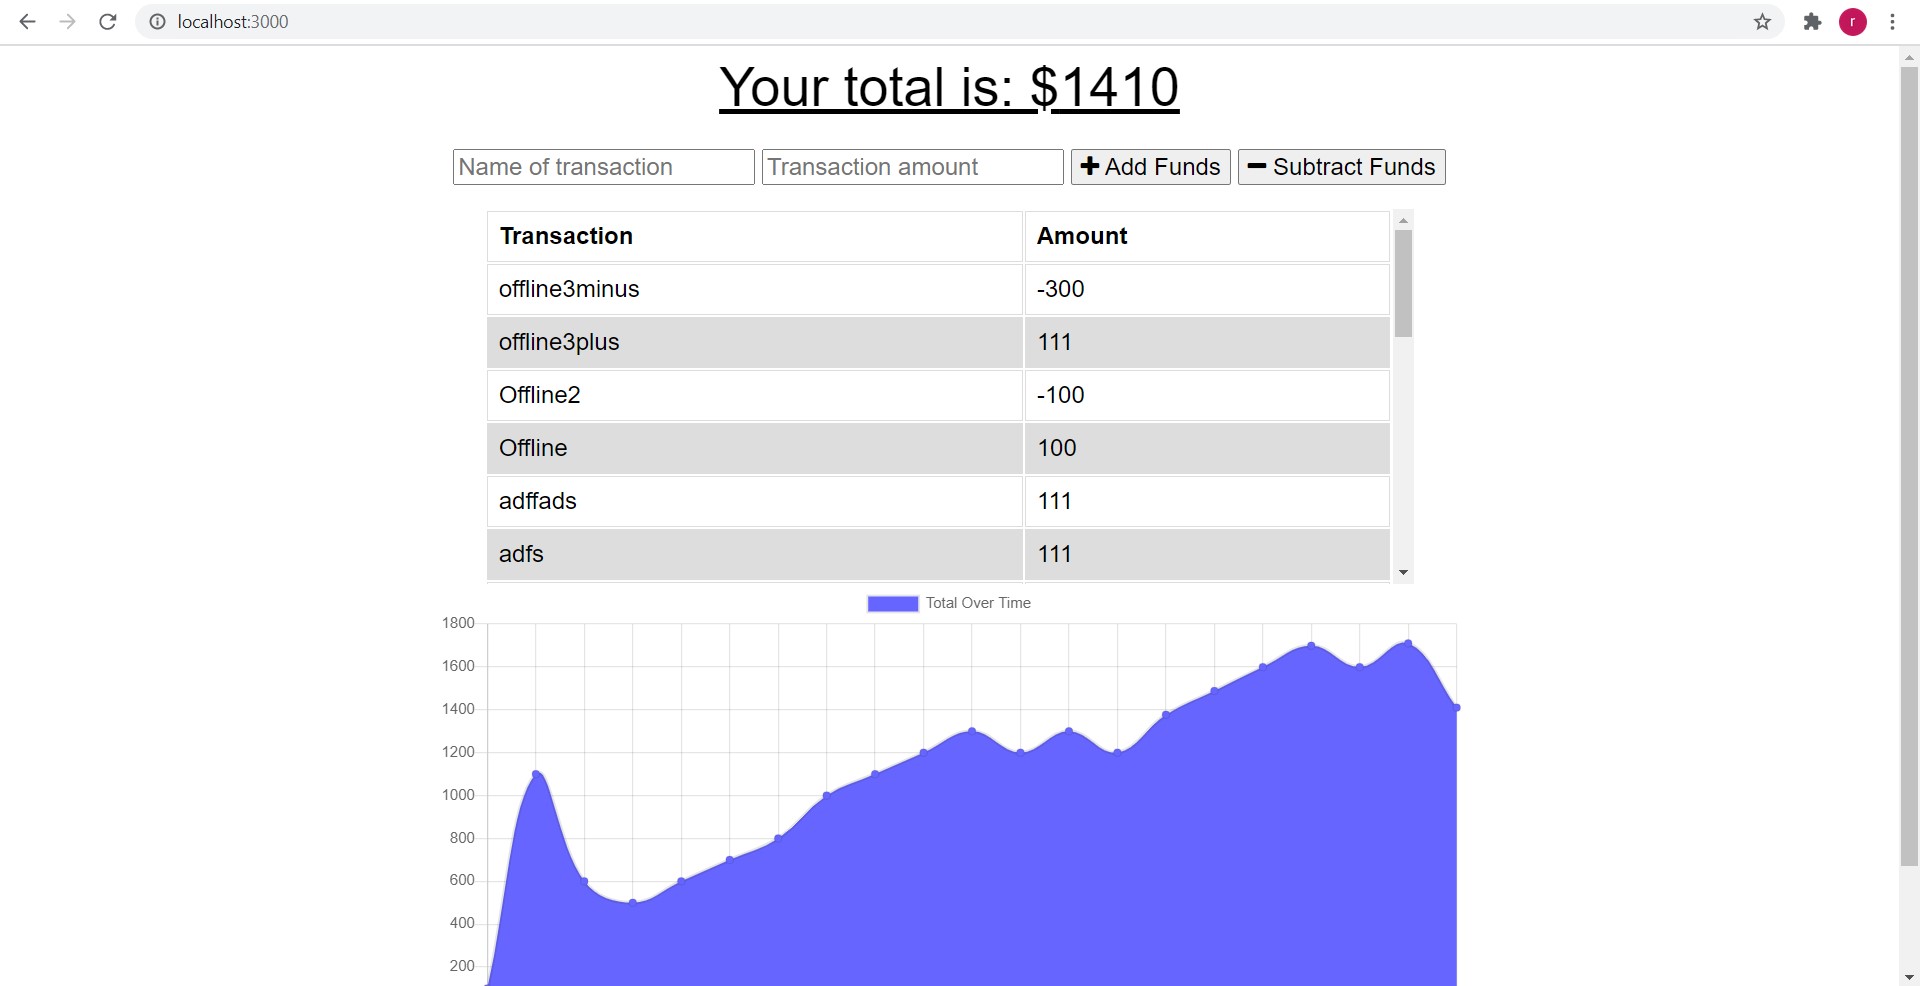 localhost:3000
r
Your total is: $1410
Name of transaction Transaction amount Add Funds Subtract Funds
Transaction Amount
offline3minus -300
offline3plus 111
Offline2 -100
Offline 100
adffads 111
adfs 111
Total Over Time
1800
1600
1400
1200
1000
800
600
400
200